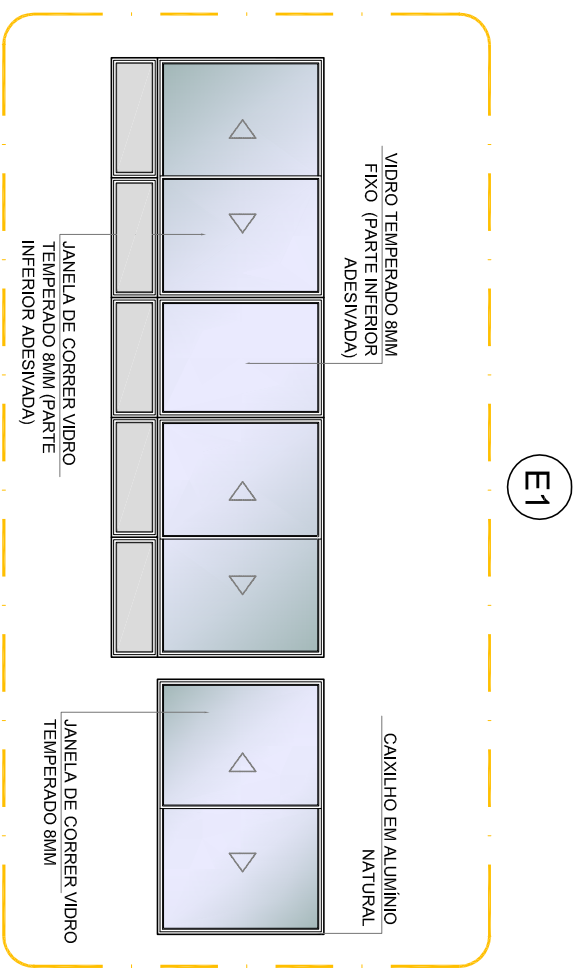 E1
VIDRO TEMPERADO 8MM
FIXO (PARTE INFERIOR
ADESIVADA)
CAIXILHO EM ALUMÍNIO
NATURAL
JANELA DE CORRER VIDRO
TEMPERADO 8MM (PARTE
INFERIOR ADESIVADA)
JANELA DE CORRER VIDRO
TEMPERADO 8MM